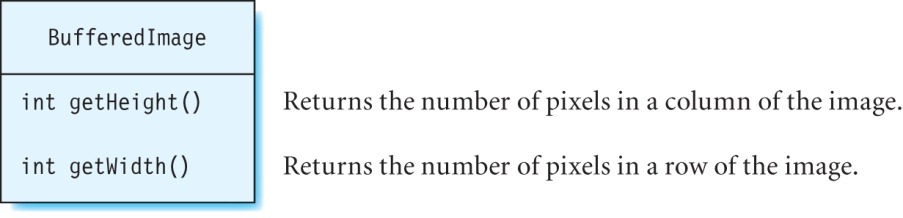 BufferedImage
int getHeight() Returns the number of pixels in a column of the image.
int getWidth() Returns the number of pixels in a row of the image.